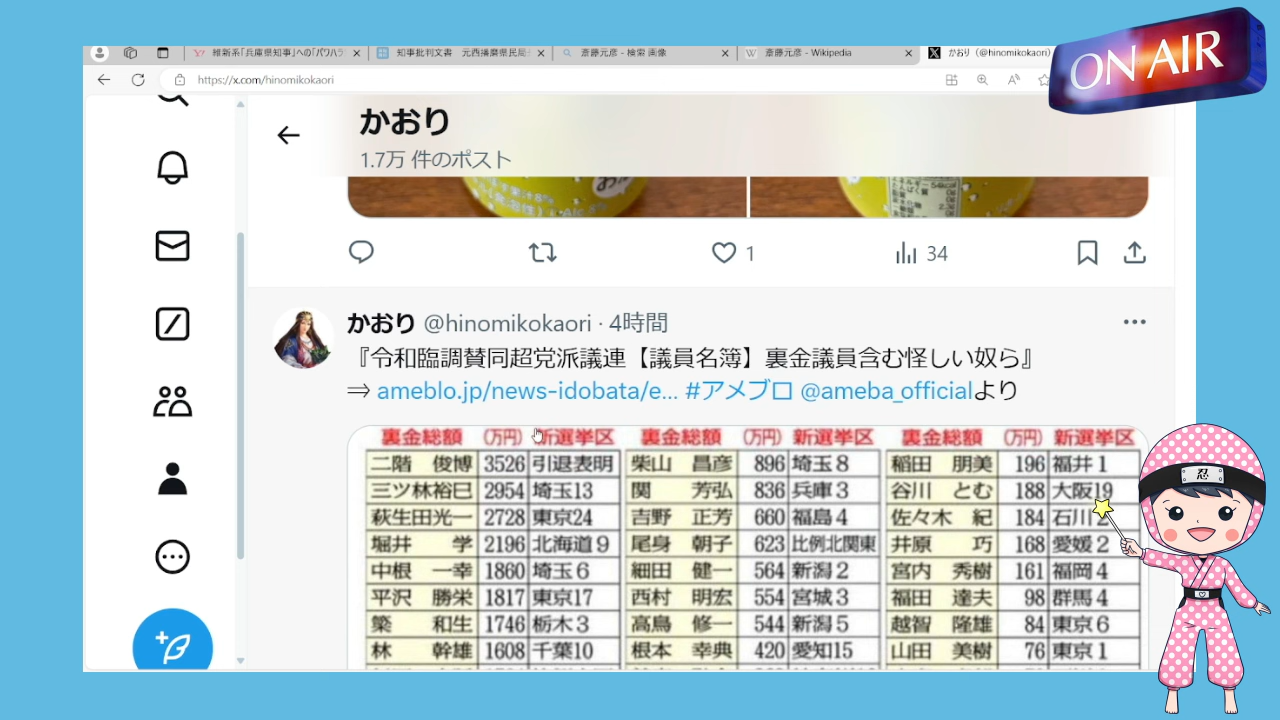 維新系「兵庫県知事」への「パワハラ
知事批判文書 元西播磨県民局
斎藤元彦 - 検索 画像
斎藤元彦 - Wikipedia
かおり (@hinomikokaori)
https://x.com/hinomikokaori
ON AIR
かおり
1.7万 件のポスト
1
34
かおり @hinomikokaori · 4時間
『令和臨調賛同超党派議連【議員名簿】裏金議員含む怪しい奴ら』
⇒ ameblo.jp/news-idobata/e... #アメブロ @ameba_officialより
裏金総額 (万円) 新選挙区 裏金総額 (万円) 新選挙区 裏金総額 (万円) 新選挙区
二階 俊博 3526 引退表明 柴山 昌彦 896 埼玉8 稲田 朋美 196 福井1
三ツ林裕巳 2954 埼玉13 関 芳弘 836 兵庫3 谷川 とむ 188 大阪19
萩生田光一 2728 東京24 吉野 正芳 660 福島4 佐々木 紀 184 石川2
堀井 学 2196 北海道9 尾身 朝子 623 比例北関東 井原 巧 168 愛媛2
中根 一幸 1860 埼玉6 細田 健一 564 新潟2 宮内 秀樹 161 福岡4
平沢 勝栄 1817 東京17 西村 明宏 554 宮城3 福田 達夫 98 群馬4
簗 和生 1746 栃木3 高鳥 修一 544 新潟5 越智 隆雄 84 東京6
林 幹雄 1608 千葉10 根本 幸典 420 愛知15 山田 美樹 76 東京1
忍